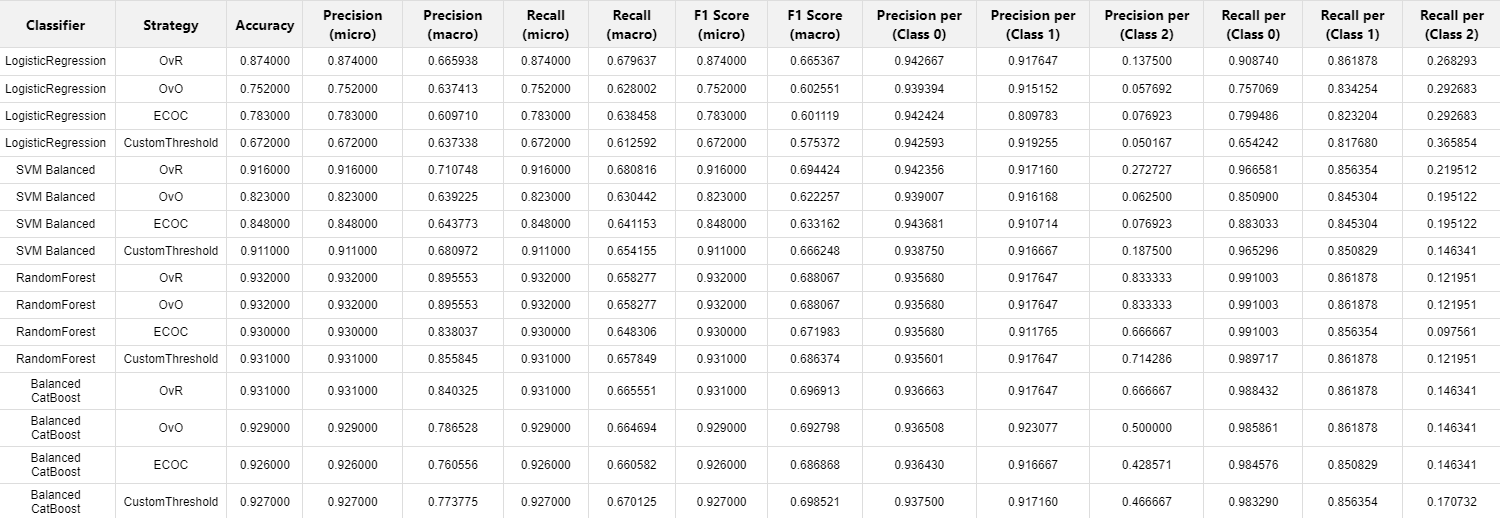 Classifier Strategy Accuracy Precision (micro) Precision (macro) Recall (micro) Recall (macro) F1 Score (micro) F1 Score (macro) Precision per (Class 0) Precision per (Class 1) Precision per (Class 2) Recall per (Class 0) Recall per (Class 1) Recall per (Class 2)
LogisticRegression OvR 0.874000 0.874000 0.665938 0.874000 0.679637 0.874000 0.665367 0.942667 0.917647 0.137500 0.908740 0.861878 0.268293
LogisticRegression OvO 0.752000 0.752000 0.637413 0.752000 0.628002 0.752000 0.602551 0.939394 0.915152 0.057692 0.757069 0.834254 0.292683
LogisticRegression ECOC 0.783000 0.783000 0.609710 0.783000 0.638458 0.783000 0.601119 0.942424 0.809783 0.076923 0.799486 0.823204 0.292683
LogisticRegression CustomThreshold 0.672000 0.672000 0.637338 0.672000 0.612592 0.672000 0.575372 0.942593 0.919255 0.050167 0.654242 0.817680 0.365854
SVM Balanced OvR 0.916000 0.916000 0.710748 0.916000 0.680816 0.916000 0.694424 0.942356 0.917160 0.272727 0.966581 0.856354 0.219512
SVM Balanced OvO 0.823000 0.823000 0.639225 0.823000 0.630442 0.823000 0.622257 0.939007 0.916168 0.062500 0.850900 0.845304 0.195122
SVM Balanced ECOC 0.848000 0.848000 0.643773 0.848000 0.641153 0.848000 0.633162 0.943681 0.910714 0.076923 0.883033 0.845304 0.195122
SVM Balanced CustomThreshold 0.911000 0.911000 0.680972 0.911000 0.654155 0.911000 0.666248 0.938750 0.916667 0.187500 0.965296 0.850829 0.146341
RandomForest OvR 0.932000 0.932000 0.895553 0.932000 0.658277 0.932000 0.688067 0.935680 0.917647 0.833333 0.991003 0.861878 0.121951
RandomForest OvO 0.932000 0.932000 0.895553 0.932000 0.658277 0.932000 0.688067 0.935680 0.917647 0.833333 0.991003 0.861878 0.121951
RandomForest ECOC 0.930000 0.930000 0.838037 0.930000 0.648306 0.930000 0.671983 0.935680 0.911765 0.666667 0.991003 0.856354 0.097561
RandomForest CustomThreshold 0.931000 0.931000 0.855845 0.931000 0.657849 0.931000 0.686374 0.935601 0.917647 0.714286 0.989717 0.861878 0.121951
Balanced CatBoost OvR 0.931000 0.931000 0.840325 0.931000 0.665551 0.931000 0.696913 0.936663 0.917647 0.666667 0.988432 0.861878 0.146341
Balanced CatBoost OvO 0.929000 0.929000 0.786528 0.929000 0.664694 0.929000 0.692798 0.936508 0.923077 0.500000 0.985861 0.861878 0.146341
Balanced CatBoost ECOC 0.926000 0.926000 0.760556 0.926000 0.660582 0.926000 0.686868 0.936430 0.916667 0.428571 0.984576 0.850829 0.146341
Balanced CatBoost CustomThreshold 0.927000 0.927000 0.773775 0.927000 0.670125 0.927000 0.698521 0.937500 0.917160 0.466667 0.983290 0.856354 0.170732